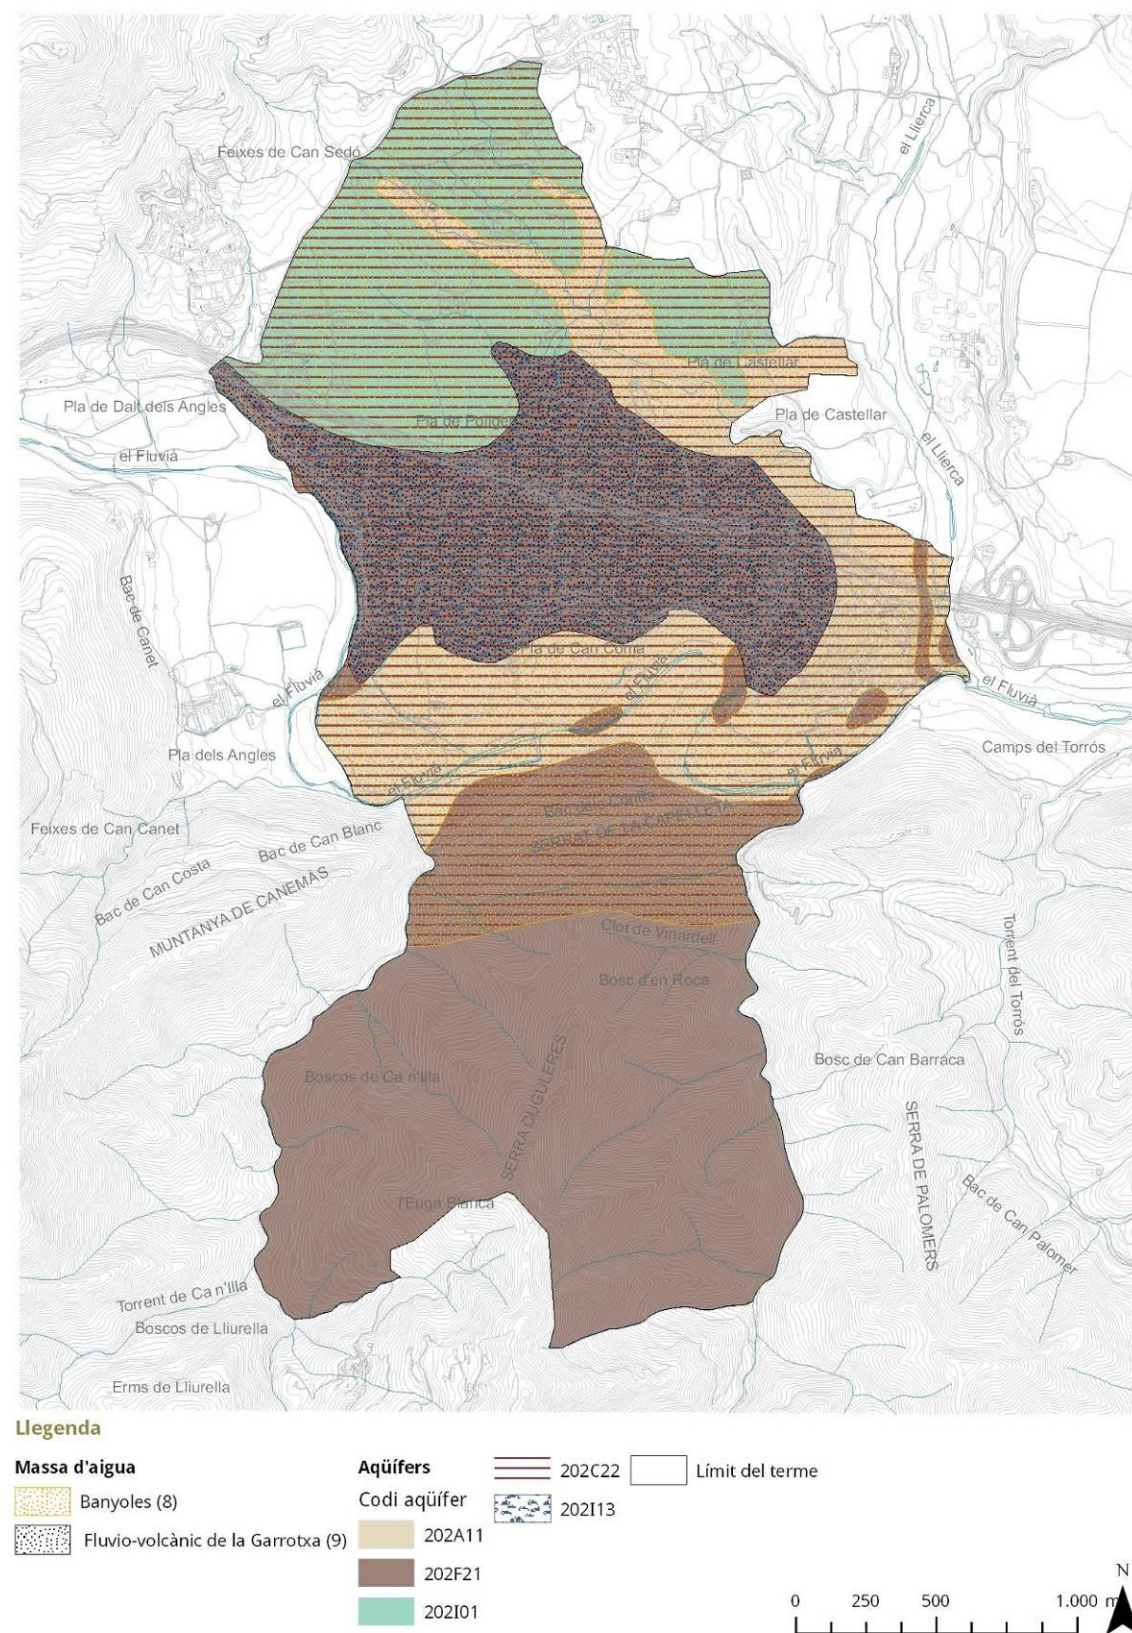 el Llierca
Feixes de Can Sedó
Pla de Castellar
Pla de Dalt dels Angles
Pla de Castellar
Pla de Politger
el Fluvià
el Llierca
Bac de Canet
Pla de Can Coma
el Fluvià
el Fluvià
el Fluvià
Pla dels Angles
Camps del Torrós
el Fluvià
el Fluvià
Bac dels Conills
SERRAT DE LA CAPELLETA
Feixes de Can Canet
Bac de Can Blanc
Bac de Can Costa
MUNTANYA DE CANEMÀS
Clot de Vinardell
Torrent del Torrós
Bosc d'en Roca
Bosc de Can Barraca
Boscos de Ca n'Illa
SERRA CUGULERES
SERRA DE PALOMERS
l'Euga Blanca
Bac de Can Palomer
Torrent de Ca n'Illa
Boscos de Lliurella
Erms de Lliurella
Llegenda
Massa d'aigua
Banyoles (8)
Fluvio-volcànic de la Garrotxa (9)
Aqüífers
Codi aqüífer
202A11
202F21
202I01
202C22
202I13
Límit del terme
N
0 250 500 1.000 m